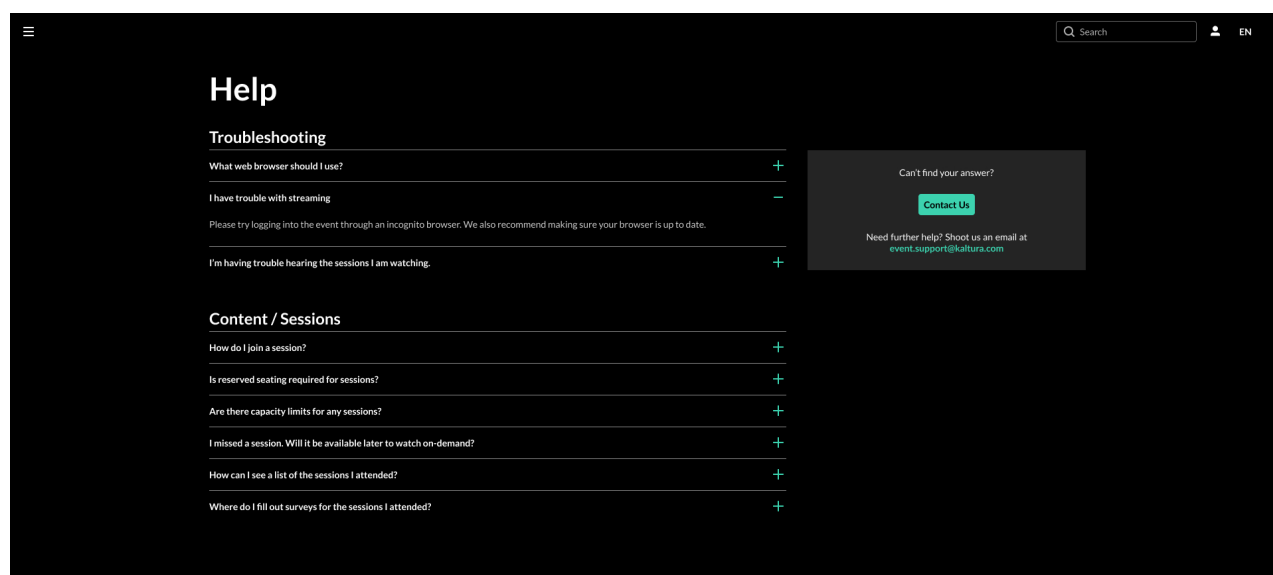 Search
EN
Help
Troubleshooting
What web browser should I use?
I have trouble with streaming
Please try logging into the event through an incognito browser. We also recommend making sure your browser is up to date.
I'm having trouble hearing the sessions I am watching.
Can't find your answer?
Contact Us
Need further help? Shoot us an email at
event.support@kaltura.com
Content / Sessions
How do I join a session?
Is reserved seating required for sessions?
Are there capacity limits for any sessions?
I missed a session. Will it be available later to watch on-demand?
How can I see a list of the sessions I attended?
Where do I fill out surveys for the sessions I attended?